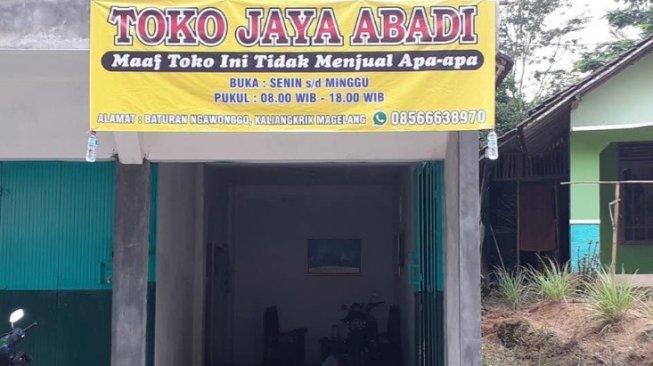 TOKO JAYA ABADI
Maaf Toko Ini Tidak Menjual Apa-apa
BUKA : SENIN s/d MINGGU
PUKUL : 08.00 WIB - 18.00 WIB
ALAMAT : BATURAN NGAWONGGO, KALIANGKRIK MAGELANG 08566638970